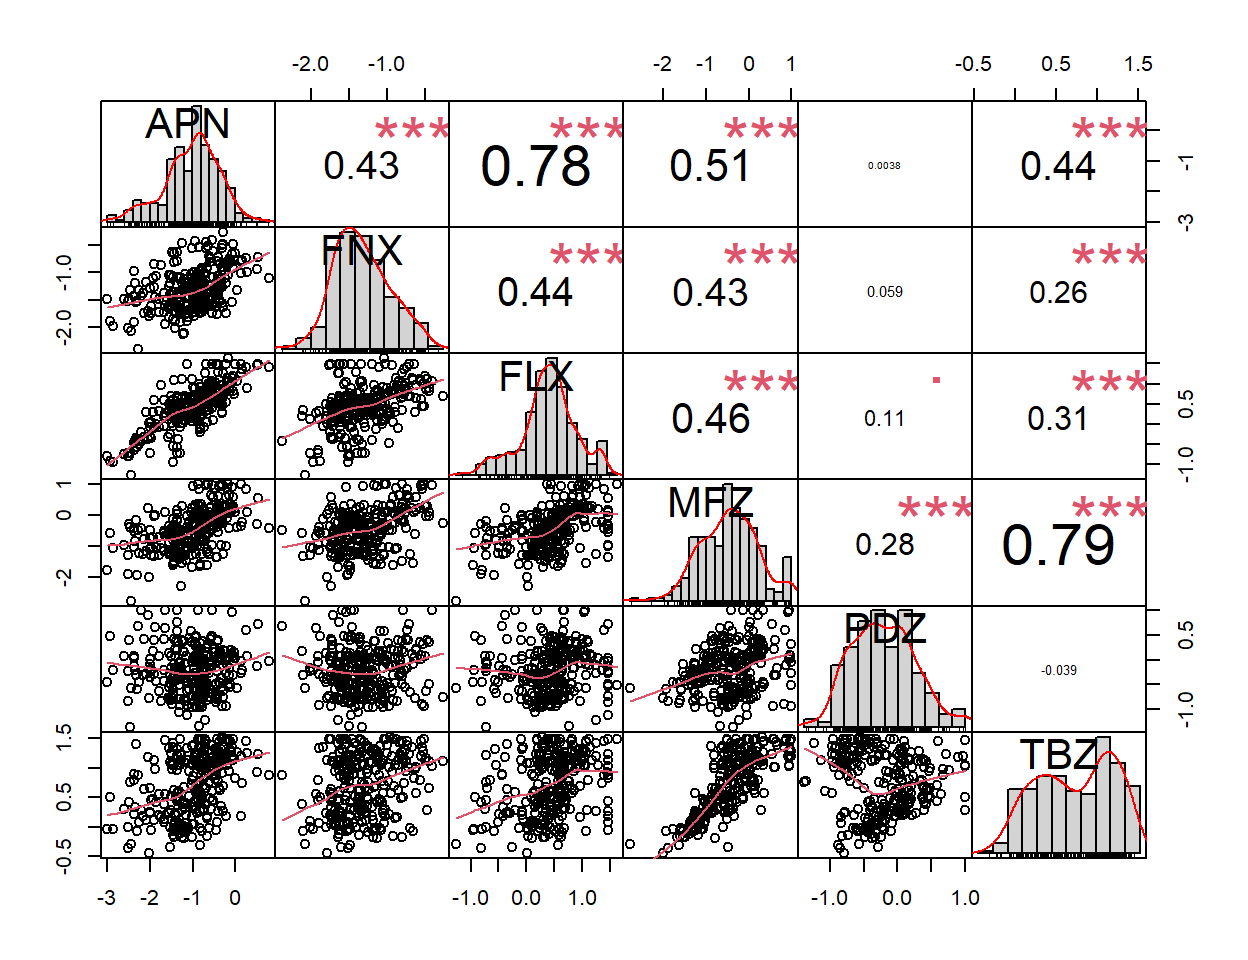 -2.0 -1.0 -2 -1 0 1 -0.5 0.5 1.5
APN *** 0.43 *** 0.78 *** 0.51 0.0038 *** 0.44 -3 -1
-2.0 -1.0 FNX *** 0.44 *** 0.43 0.059 *** 0.26
FLX *** 0.46 . 0.11 *** 0.31 -1.0 0.5
-2 0 1 MFZ *** 0.28 *** 0.79
PDZ -0.039 -1.0 0.5
-0.5 0.5 1.5 TBZ
-3 -2 -1 0 -1.0 0.0 1.0 -1.0 0.0 1.0